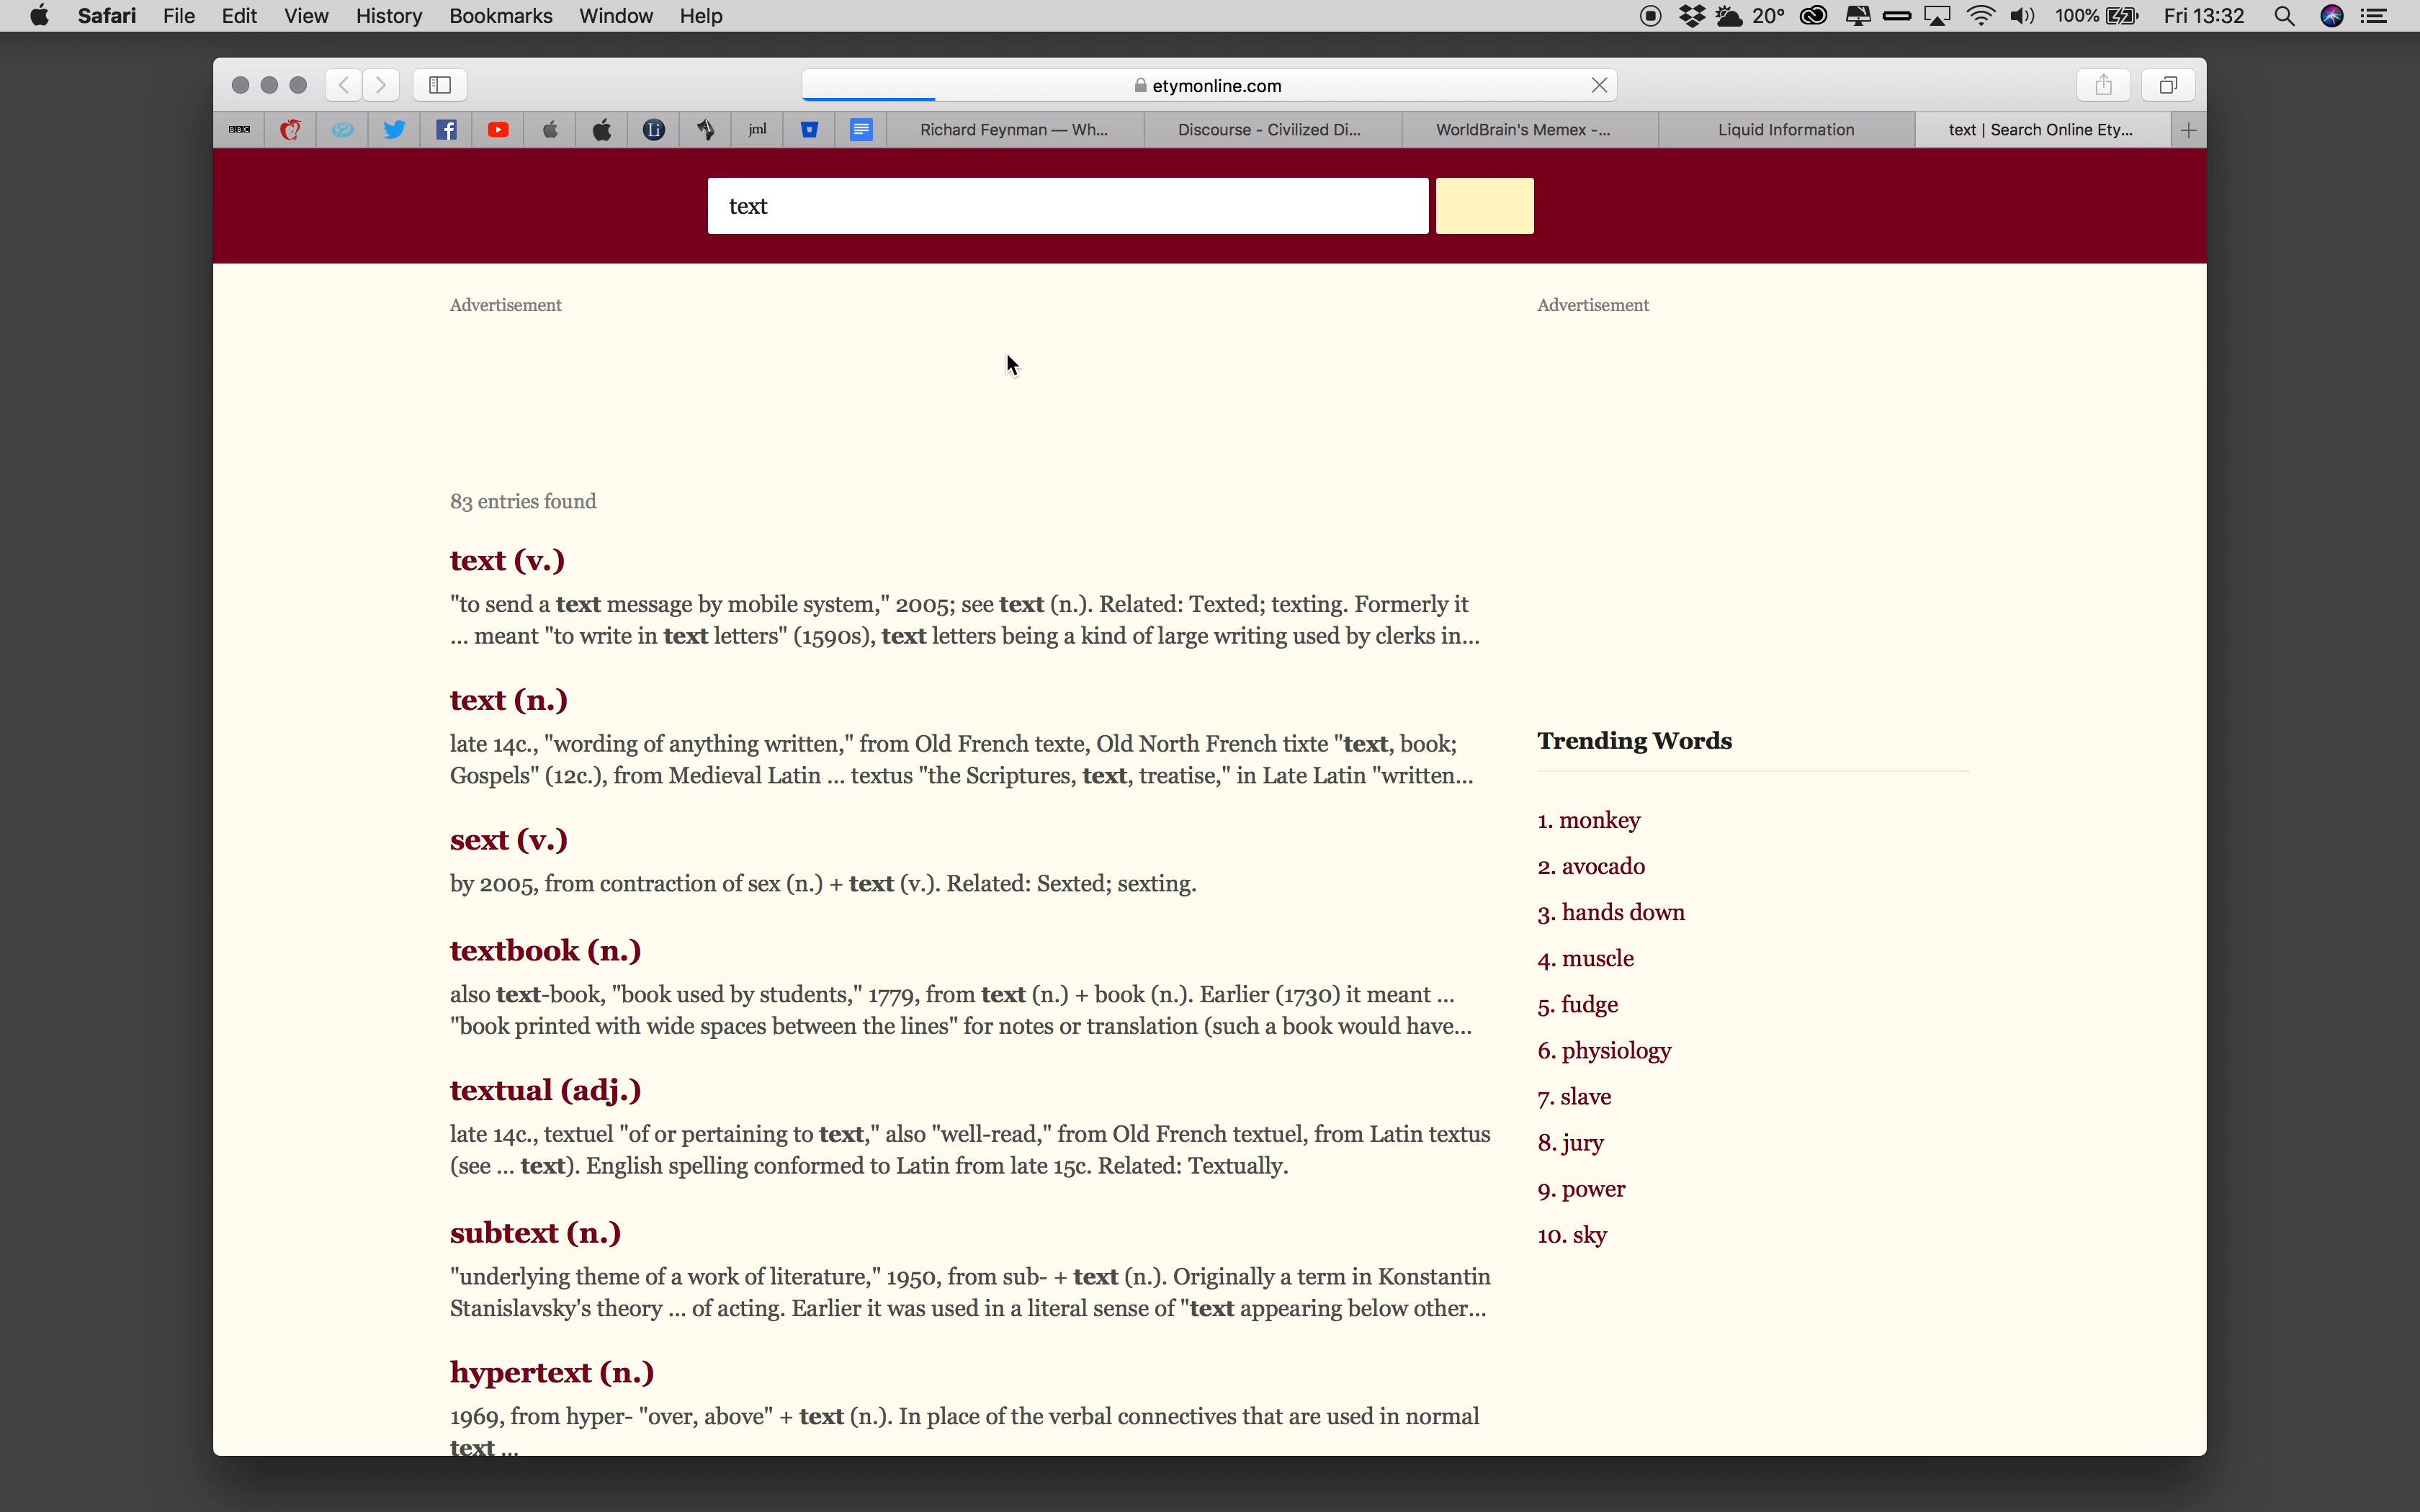 Safari File Edit View History Bookmarks Window Help 20° 100% Fri 13:32
etymonline.com
BBC jrnl Richard Feynman — Wh... Discourse - Civilized Di... WorldBrain's Memex -... Liquid Information text | Search Online Ety...
text
Advertisement
Advertisement
83 entries found
text (v.)
"to send a text message by mobile system," 2005; see text (n.). Related: Texted; texting. Formerly it
... meant "to write in text letters" (1590s), text letters being a kind of large writing used by clerks in...
text (n.)
late 14c., "wording of anything written," from Old French texte, Old North French tixte "text, book;
Gospels" (12c.), from Medieval Latin ... textus "the Scriptures, text, treatise," in Late Latin "written...
sext (v.)
by 2005, from contraction of sex (n.) + text (v.). Related: Sexted; sexting.
textbook (n.)
also text-book, "book used by students," 1779, from text (n.) + book (n.). Earlier (1730) it meant ...
"book printed with wide spaces between the lines" for notes or translation (such a book would have...
textual (adj.)
late 14c., textuel "of or pertaining to text," also "well-read," from Old French textuel, from Latin textus
(see ... text). English spelling conformed to Latin from late 15c. Related: Textually.
subtext (n.)
"underlying theme of a work of literature," 1950, from sub- + text (n.). Originally a term in Konstantin
Stanislavsky's theory ... of acting. Earlier it was used in a literal sense of "text appearing below other...
hypertext (n.)
1969, from hyper- "over, above" + text (n.). In place of the verbal connectives that are used in normal
text ...
Trending Words
1. monkey
2. avocado
3. hands down
4. muscle
5. fudge
6. physiology
7. slave
8. jury
9. power
10. sky